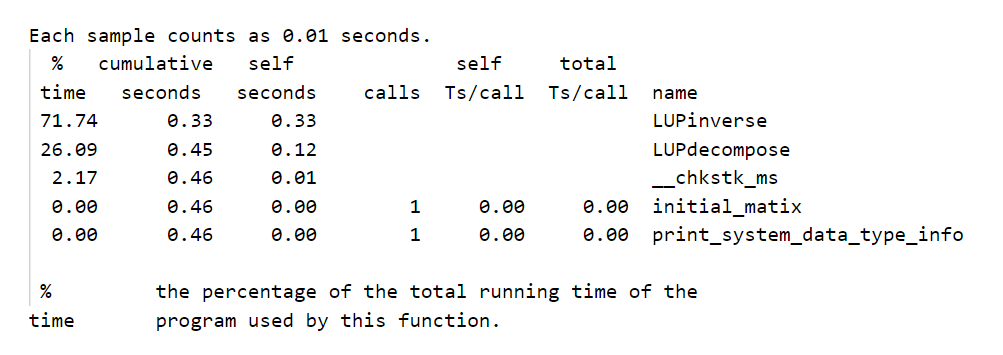 Each sample counts as 0.01 seconds.
% cumulative self self total
time seconds seconds calls Ts/call Ts/call name
71.74 0.33 0.33 LUPinverse
26.09 0.45 0.12 LUPdecompose
2.17 0.46 0.01 __chkstk_ms
0.00 0.46 0.00 1 0.00 0.00 initial_matix
0.00 0.46 0.00 1 0.00 0.00 print_system_data_type_info
% the percentage of the total running time of the
time program used by this function.